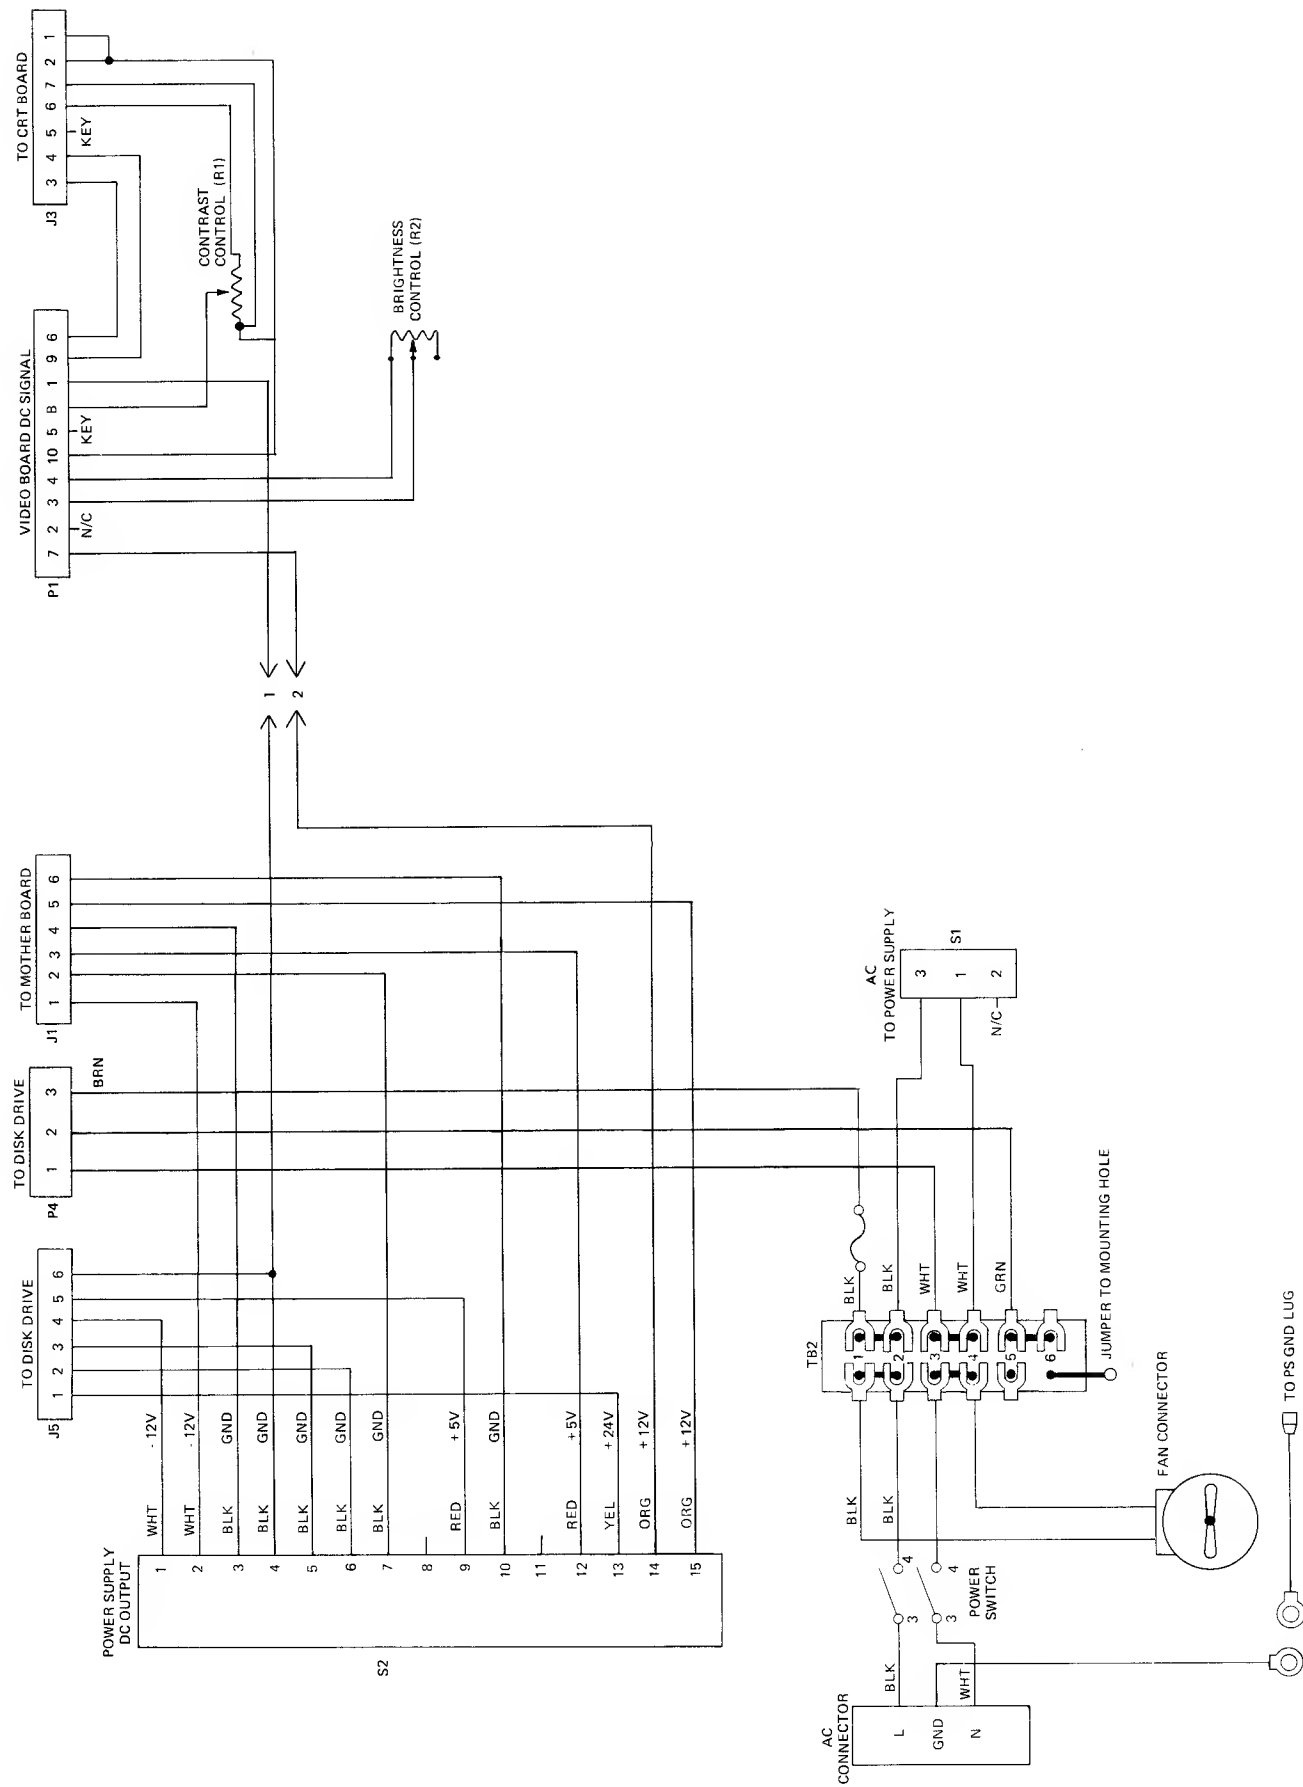 POWER SUPPLY
DC OUTPUT
S2
1 WHT - 12V
2 WHT - 12V
3 BLK GND
4 BLK GND
5 BLK GND
6 BLK GND
7 BLK GND
8
9 RED + 5V
10 BLK GND
11
12 RED + 5V
13 YEL + 24V
14 ORG + 12V
15 ORG + 12V
TO DISK DRIVE
J5
1 2 3 4 5 6
TO DISK DRIVE
P4
1 2 3
BRN
TO MOTHER BOARD
J1
1 2 3 4 5 6
1
2
VIDEO BOARD DC SIGNAL
P1
7 2 3 4 10 5 B 1 9 6
N/C
KEY
TO CRT BOARD
J3
3 4 5 6 7 2 1
KEY
CONTRAST
CONTROL (R1)
BRIGHTNESS
CONTROL (R2)
AC
CONNECTOR
L
GND
N
BLK
WHT
3 4
3 4
POWER
SWITCH
BLK
BLK
TB2
1
2
3
4
5
6
BLK
BLK
WHT
WHT
GRN
AC
TO POWER SUPPLY
3
1
2
S1
N/C
JUMPER TO MOUNTING HOLE
FAN CONNECTOR
TO PS GND LUG